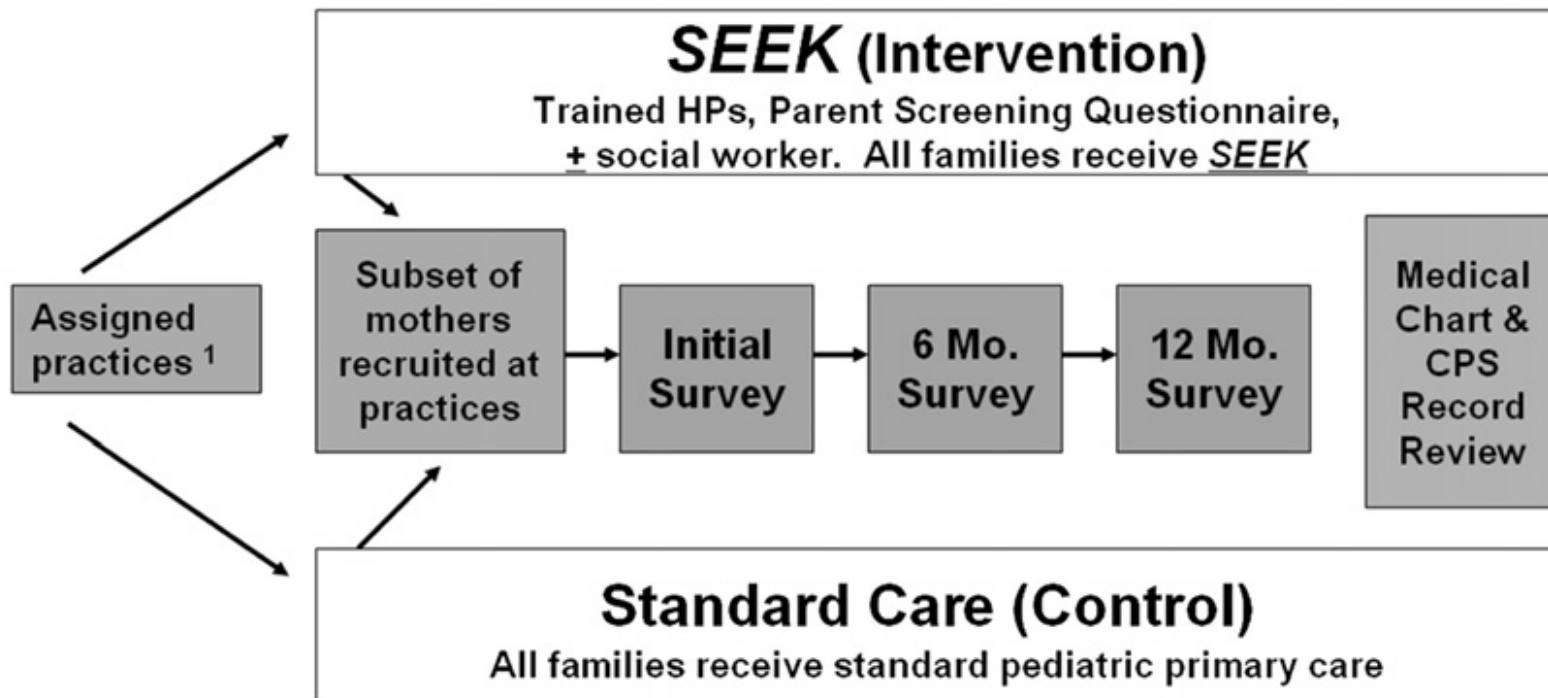 SEEK (Intervention)
Trained HPs, Parent Screening Questionnaire,
± social worker. All families receive SEEK
Assigned
practices ¹
Subset of
mothers
recruited at
practices
Initial
Survey
6 Mo.
Survey
12 Mo.
Survey
Medical
Chart &
CPS
Record
Review
Standard Care (Control)
All families receive standard pediatric primary care